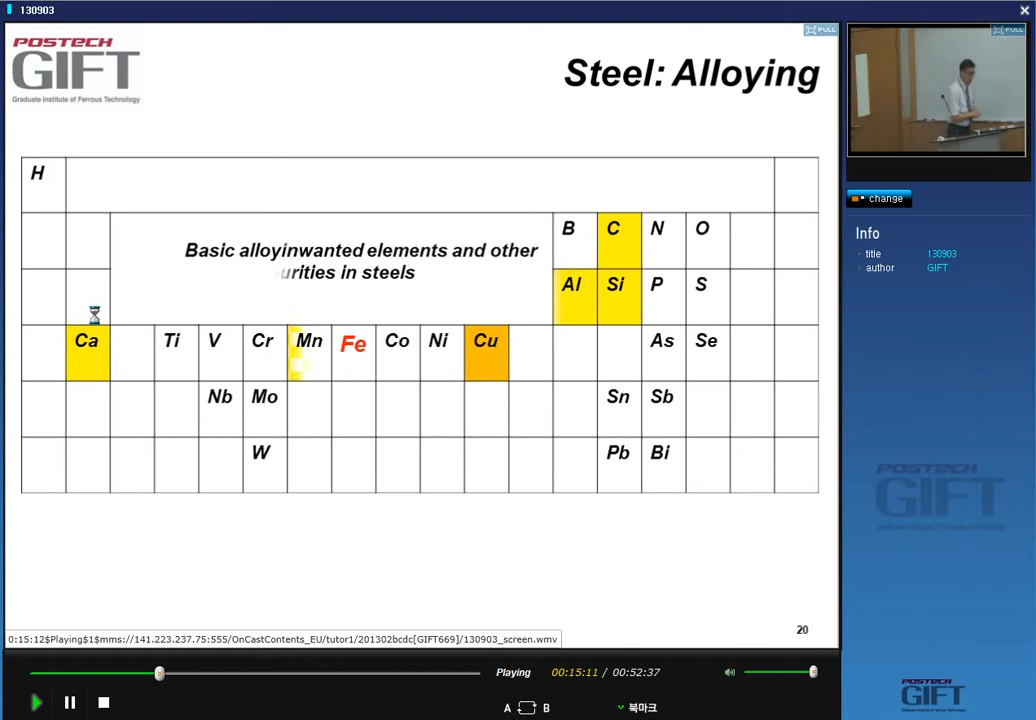 130903
POSTECH
GIFT
Graduate Institute of Ferrous Technology
FULL
Steel: Alloying
FULL
H
Basic alloyinwanted elements and other
urities in steels
B C N O
Al Si P S
Ca Ti V Cr Mn Fe Co Ni Cu As Se
Nb Mo Sn Sb
W Pb Bi
20
change
Info
title 130903
author GIFT
POSTECH
GIFT
0:15:12$Playing$1$mms://141.223.237.75:555/OnCastContents_EU/tutor1/201302bcdc[GIFT669]/130903_screen.wmv
Playing 00:15:11 / 00:52:37
A B 북마크
POSTECH
GIFT